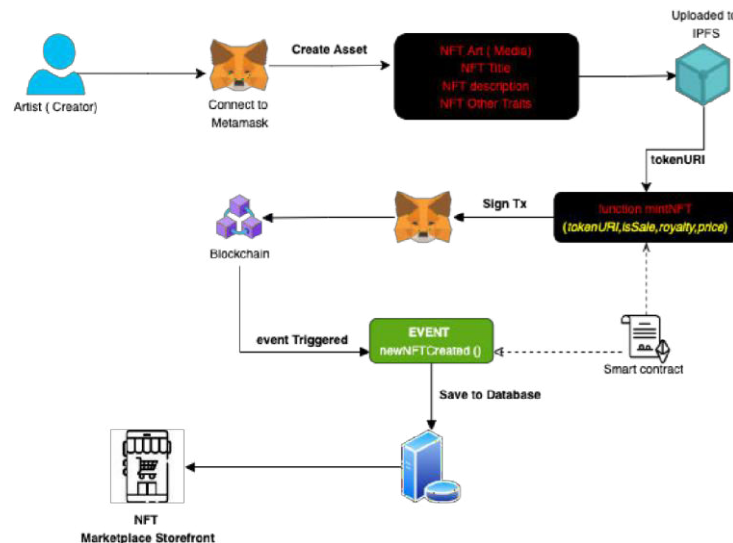 Uploaded to
IPFS
Create Asset
NFT Art ( Media)
NFT Title
NFT description
NFT Other Traits
Artist ( Creator)
Connect to
Metamask
tokenURI
Sign Tx
function mintNFT
(tokenURI,isSale,royalty,price)
Blockchain
event Triggered
EVENT
newNFTCreated ()
Smart contract
Save to Database
NFT
Marketplace Storefront